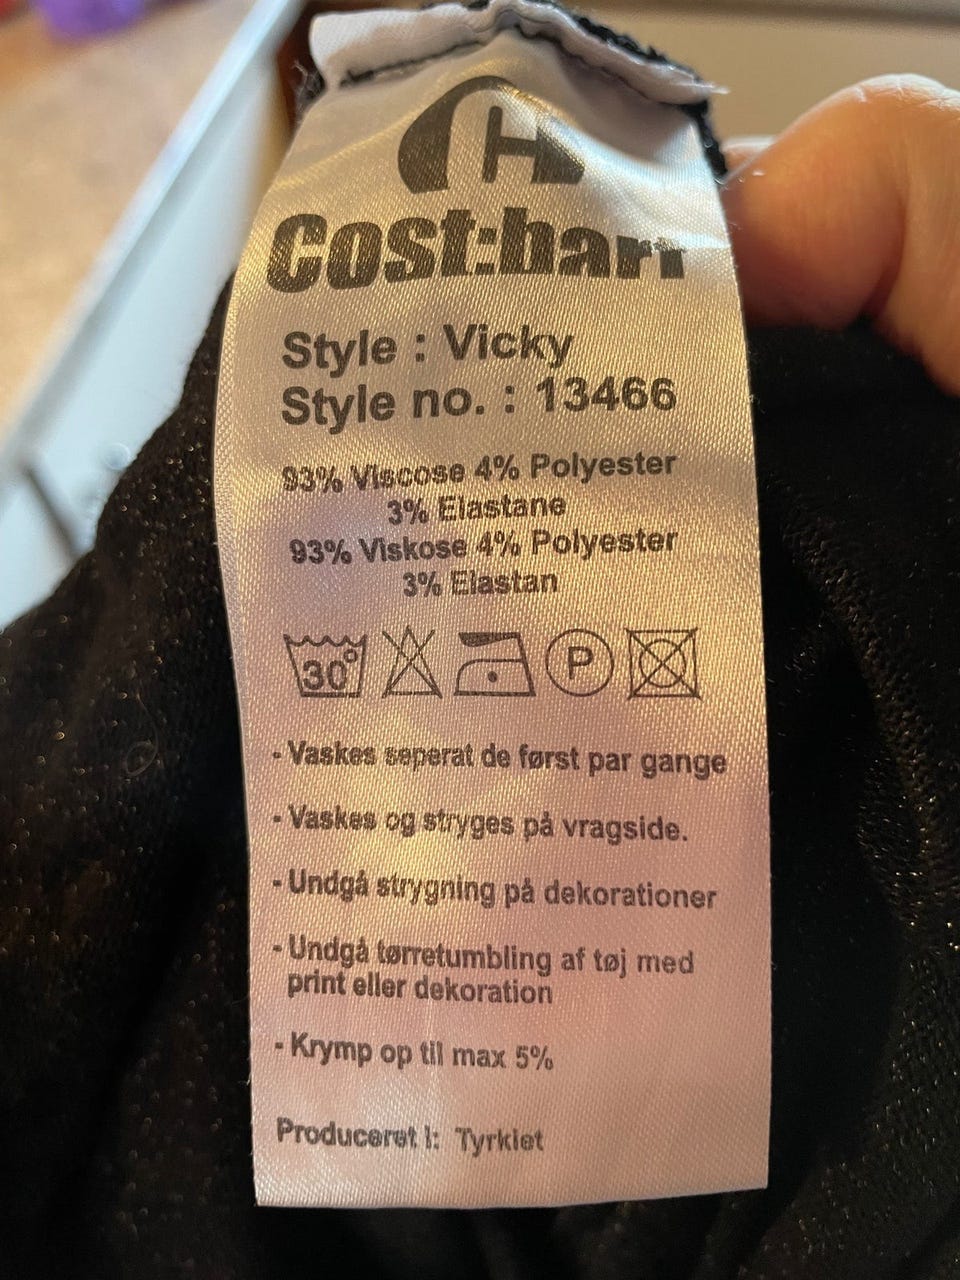 H
Cost:bart
Style : Vicky
Style no. : 13466
93% Viscose 4% Polyester
3% Elastane
93% Viskose 4% Polyester
3% Elastan
30°
P
- Vaskes seperat de først par gange
- Vaskes og stryges på vragside.
- Undgå strygning på dekorationer
- Undgå tørretumbling af tøj med
print eller dekoration
- Krymp op til max 5%
Produceret i: Tyrkiet